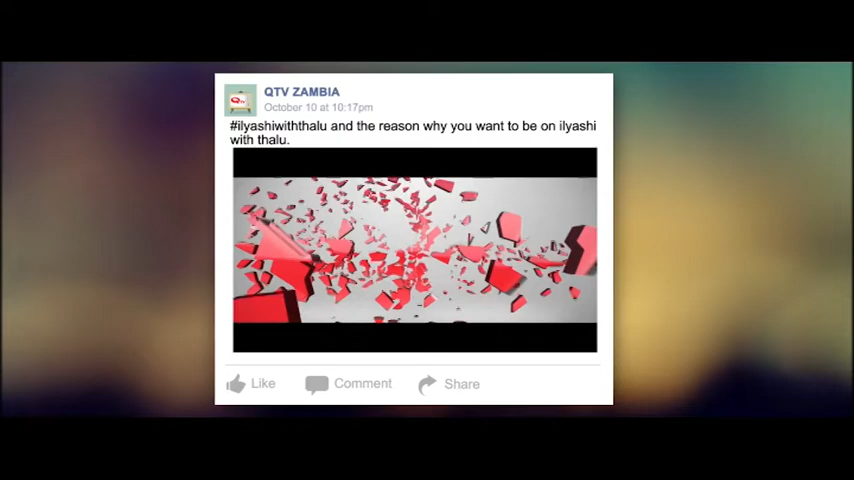 QTV ZAMBIA
October 10 at 10:17pm
#ilyashiwiththalu and the reason why you want to be on ilyashi
with thalu.
Like Comment Share